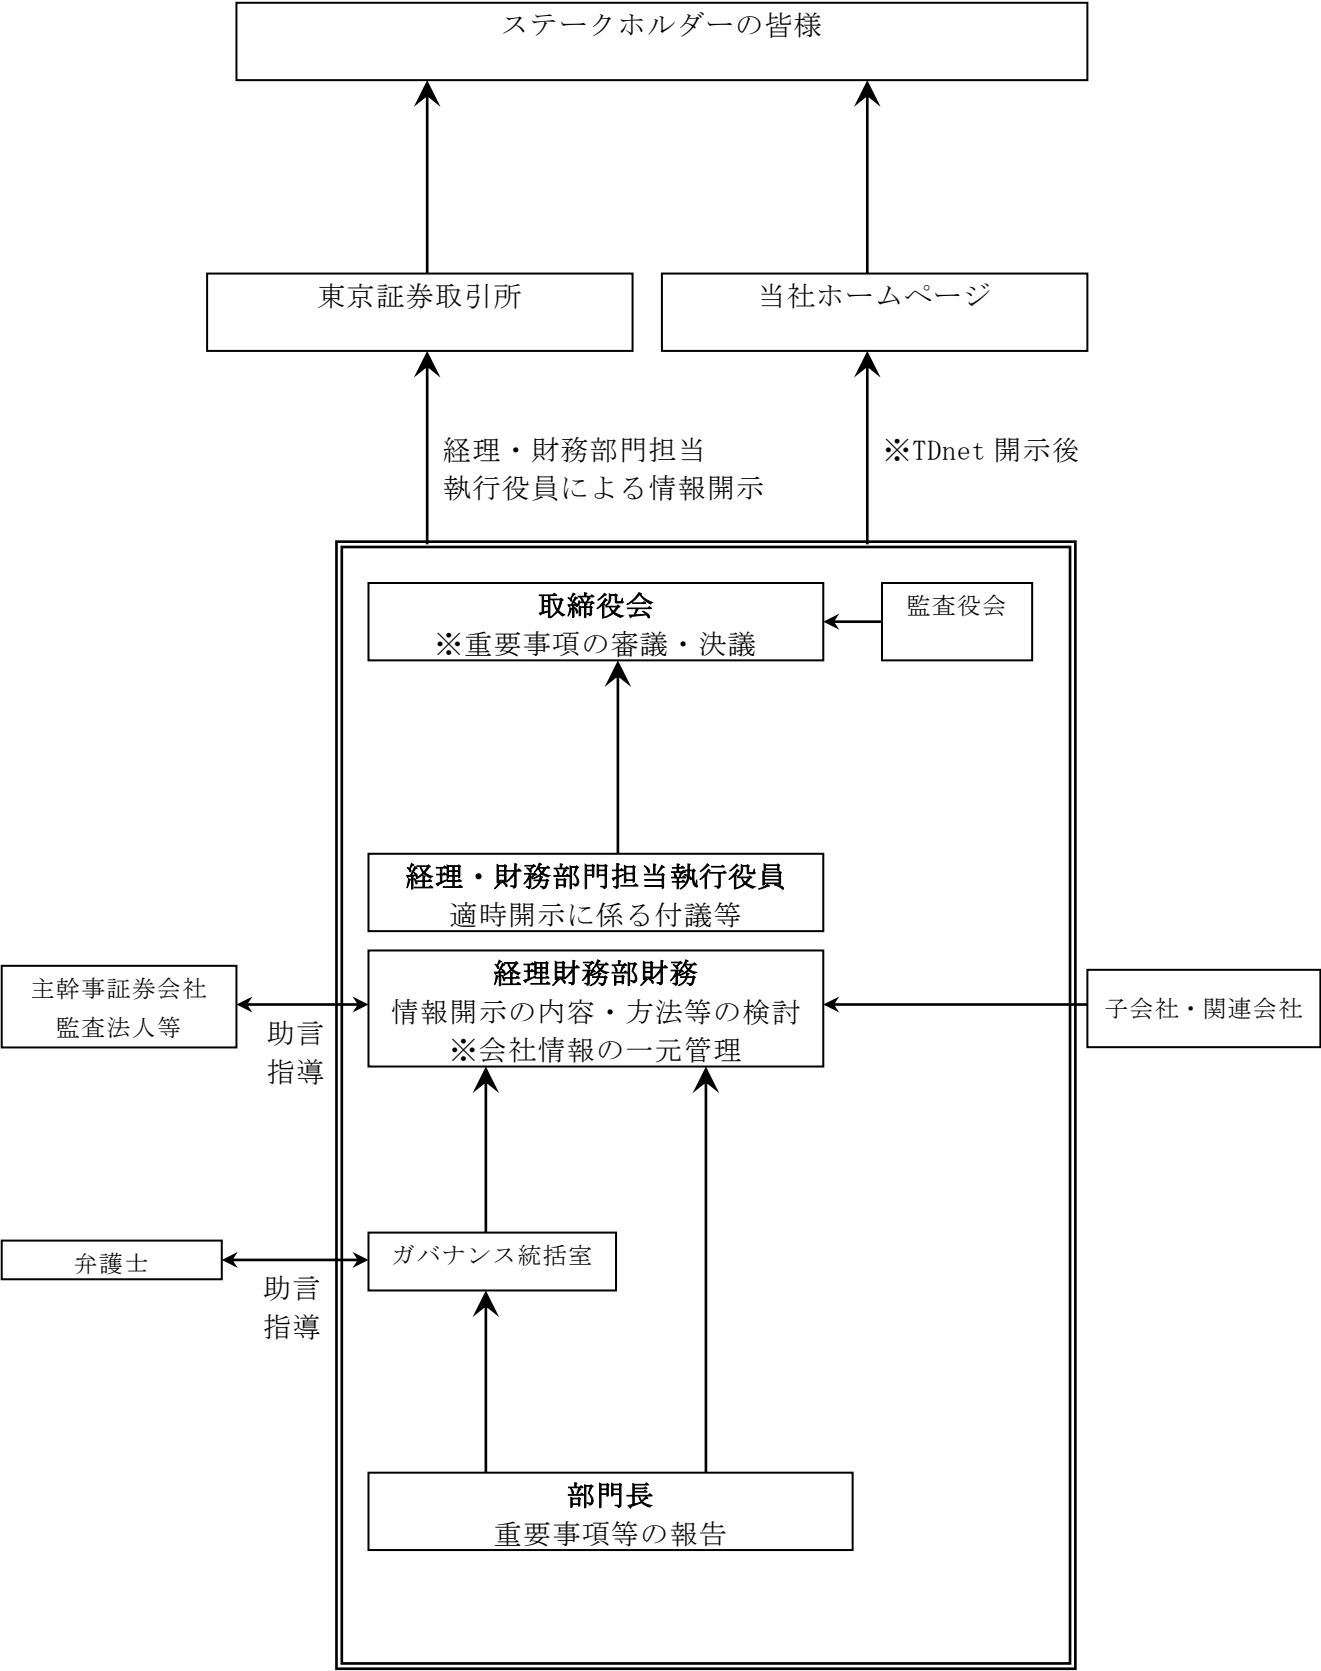 ステークホルダーの皆様
東京証券取引所
当社ホームページ
経理・財務部門担当
執行役員による情報開示
※TDnet 開示後
取締役会
※重要事項の審議・決議
監査役会
経理・財務部門担当執行役員
適時開示に係る付議等
経理財務部財務
情報開示の内容・方法等の検討
※会社情報の一元管理
主幹事証券会社
監査法人等
助言
指導
子会社・関連会社
ガバナンス統括室
弁護士
助言
指導
部門長
重要事項等の報告